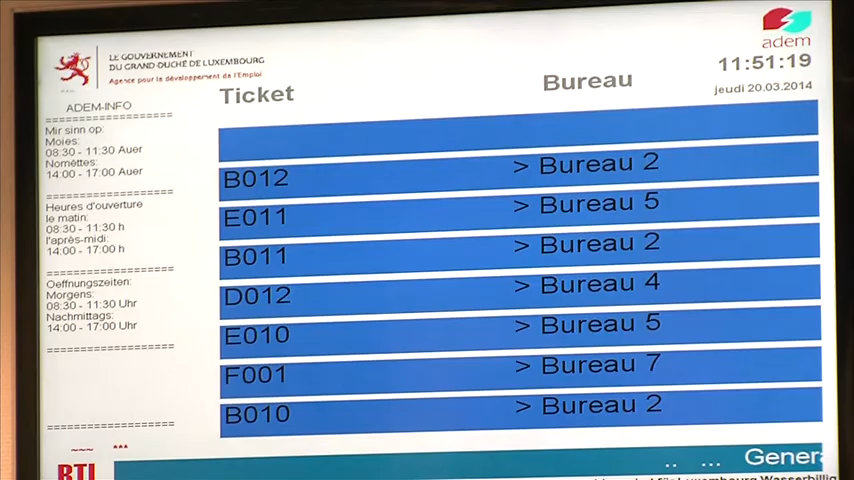 LE GOUVERNEMENT
DU GRAND-DUCHÉ DE LUXEMBOURG
Agence pour le développement de l'Emploi
adem
11:51:19
jeudi 20.03.2014
Ticket Bureau
ADEM-INFO
===================
Mir sinn op:
Moies:
08:30 - 11:30 Auer
Nomëttes:
14:00 - 17:00 Auer
===================
Heures d'ouverture
le matin:
08:30 - 11:30 h
l'après-midi:
14:00 - 17:00 h
===================
Oeffnungszeiten:
Morgens:
08:30 - 11:30 Uhr
Nachmittags:
14:00 - 17:00 Uhr
===================
===================
B012 > Bureau 2
E011 > Bureau 5
B011 > Bureau 2
D012 > Bureau 4
E010 > Bureau 5
F001 > Bureau 7
B010 > Bureau 2
~~~ ***
RTL
.. ... Genera
Luxembourg Wasserbillig